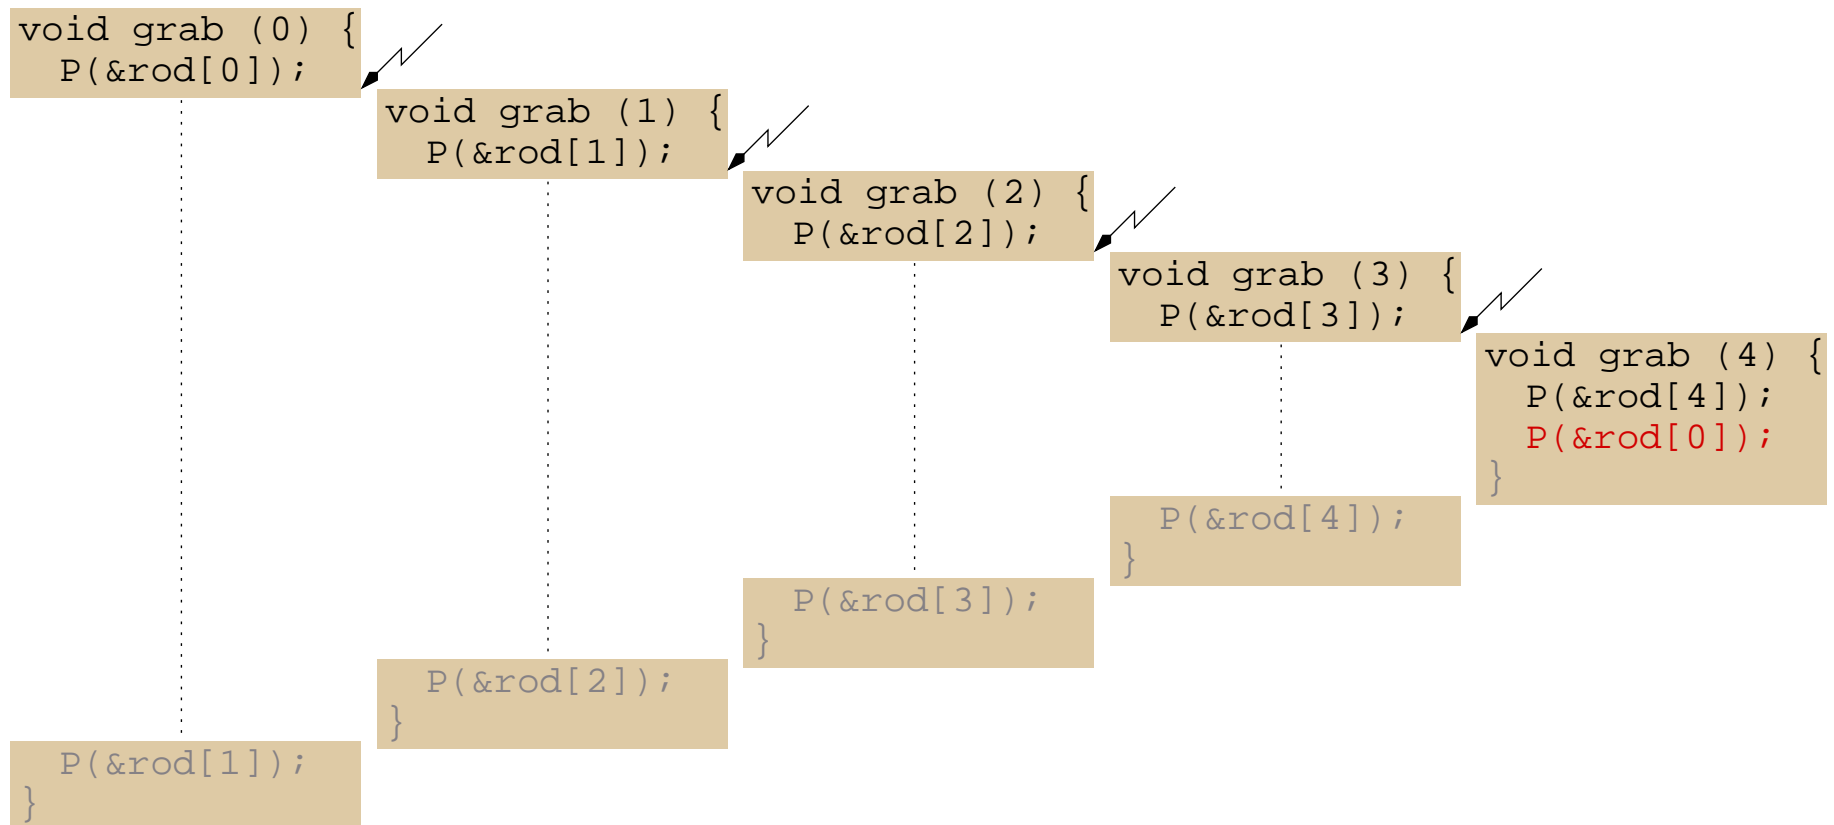 void grab (0) {
P(&rod[0]);
void grab (1) {
P(&rod[1]);
void grab (2) {
P(&rod[2]);
void grab (3) {
P(&rod[3]);
void grab (4) {
P(&rod[4]);
P(&rod[0]);
}
P(&rod[4]);
}
P(&rod[3]);
}
P(&rod[2]);
}
P(&rod[1]);
}